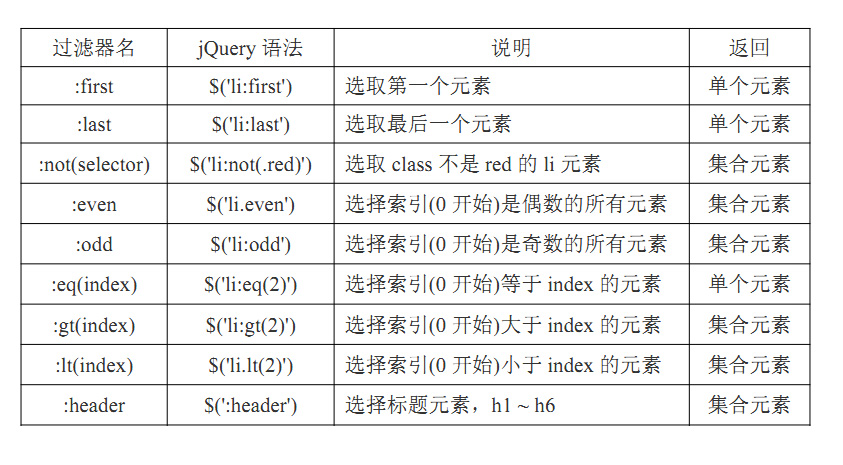 过滤器名 jQuery 语法 说明 返回
:first $('li:first') 选取第一个元素 单个元素
:last $('li:last') 选取最后一个元素 单个元素
:not(selector) $('li:not(.red)') 选取 class 不是 red 的 li 元素 集合元素
:even $('li.even') 选择索引(0 开始)是偶数的所有元素 集合元素
:odd $('li:odd') 选择索引(0 开始)是奇数的所有元素 集合元素
:eq(index) $('li:eq(2)') 选择索引(0 开始)等于 index 的元素 单个元素
:gt(index) $('li:gt(2)') 选择索引(0 开始)大于 index 的元素 集合元素
:lt(index) $('li.lt(2)') 选择索引(0 开始)小于 index 的元素 集合元素
:header $(':header') 选择标题元素，h1 ~ h6 集合元素